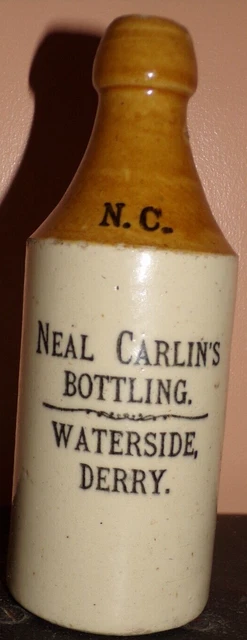 N.C.
NEAL CARLIN'S
BOTTLING.
WATERSIDE,
DERRY.